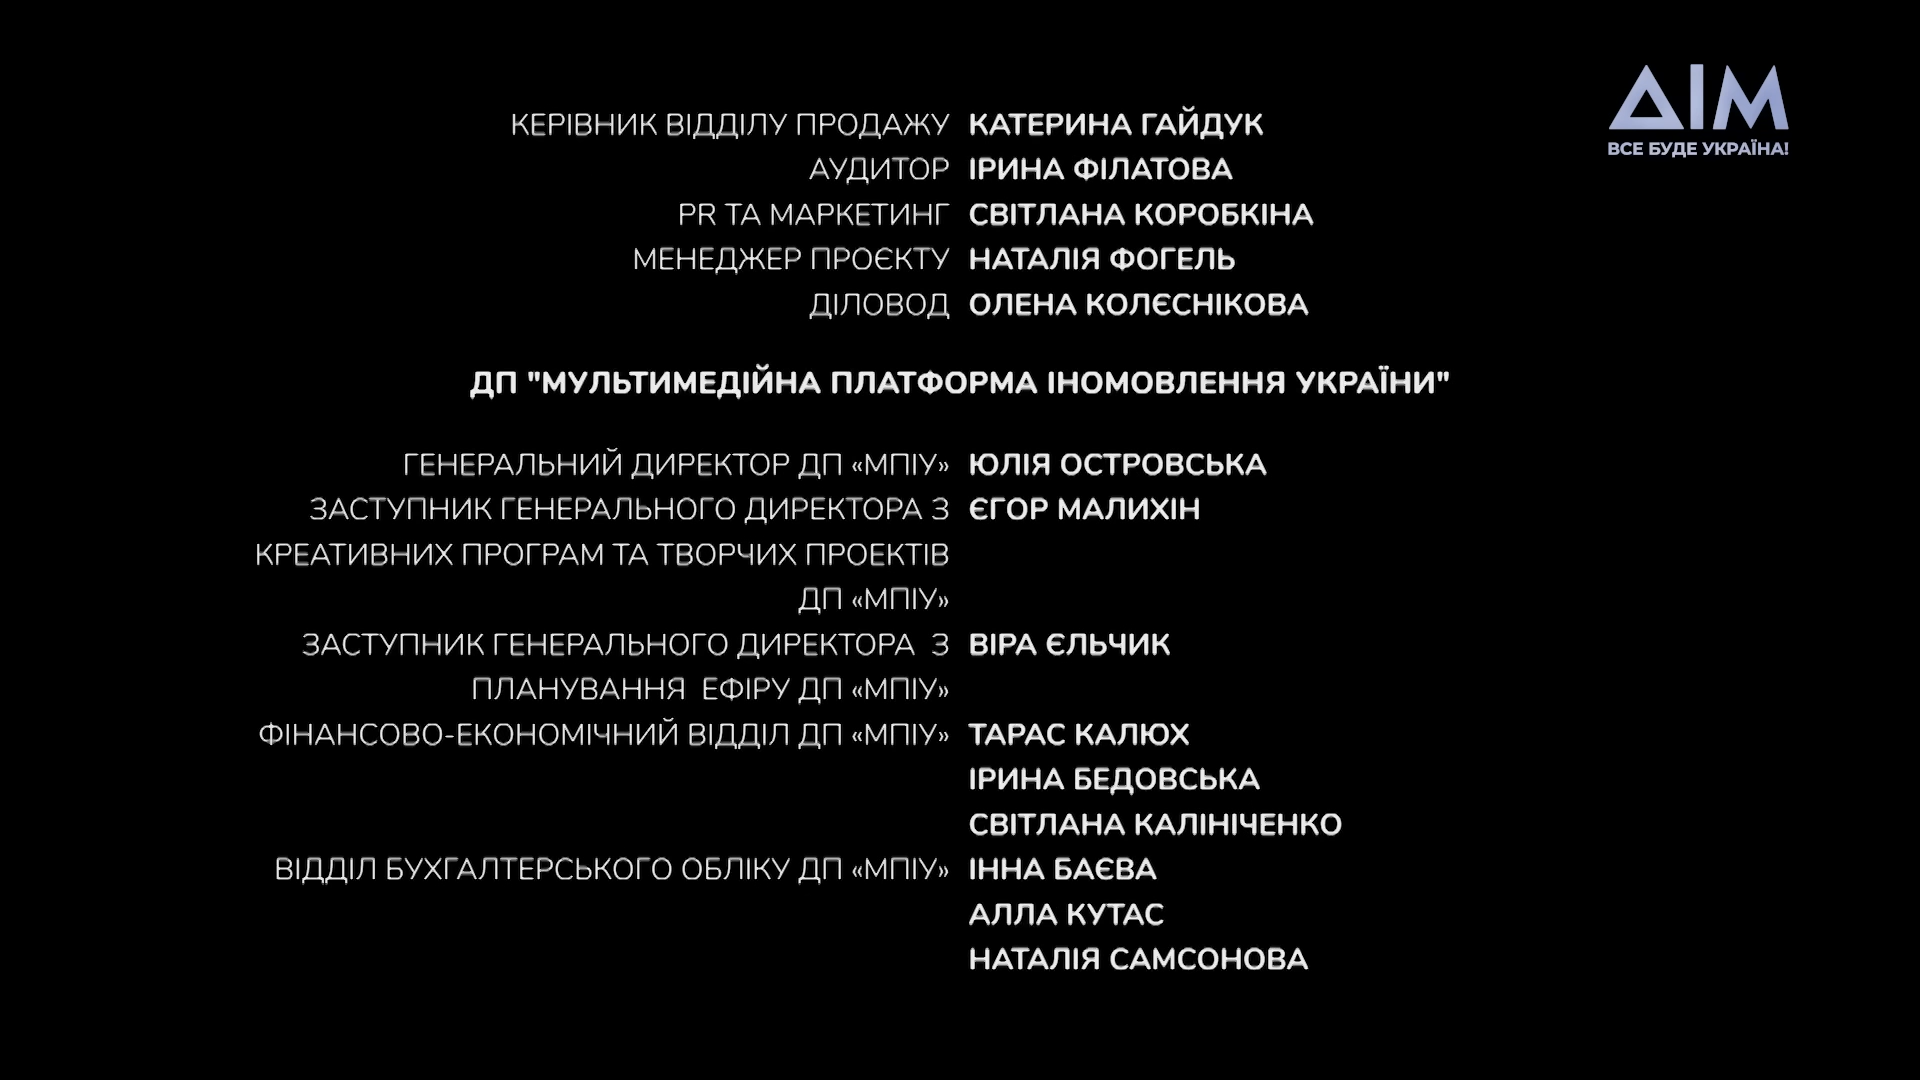 ДІМ
ВСЕ БУДЕ УКРАЇНА!
КЕРІВНИК ВІДДІЛУ ПРОДАЖУ КАТЕРИНА ГАЙДУК
АУДИТОР ІРИНА ФІЛАТОВА
PR ТА МАРКЕТИНГ СВІТЛАНА КОРОБКІНА
МЕНЕДЖЕР ПРОЄКТУ НАТАЛІЯ ФОГЕЛЬ
ДІЛОВОД ОЛЕНА КОЛЄСНІКОВА
ДП "МУЛЬТИМЕДІЙНА ПЛАТФОРМА ІНОМОВЛЕННЯ УКРАЇНИ"
ГЕНЕРАЛЬНИЙ ДИРЕКТОР ДП «МПІУ» ЮЛІЯ ОСТРОВСЬКА
ЗАСТУПНИК ГЕНЕРАЛЬНОГО ДИРЕКТОРА З ЄГОР МАЛИХІН
КРЕАТИВНИХ ПРОГРАМ ТА ТВОРЧИХ ПРОЕКТІВ
ДП «МПІУ»
ЗАСТУПНИК ГЕНЕРАЛЬНОГО ДИРЕКТОРА З ВІРА ЄЛЬЧИК
ПЛАНУВАННЯ ЕФІРУ ДП «МПІУ»
ФІНАНСОВО-ЕКОНОМІЧНИЙ ВІДДІЛ ДП «МПІУ» ТАРАС КАЛЮХ
ІРИНА БЕДОВСЬКА
СВІТЛАНА КАЛІНІЧЕНКО
ВІДДІЛ БУХГАЛТЕРСЬКОГО ОБЛІКУ ДП «МПІУ» ІННА БАЄВА
АЛЛА КУТАС
НАТАЛІЯ САМСОНОВА